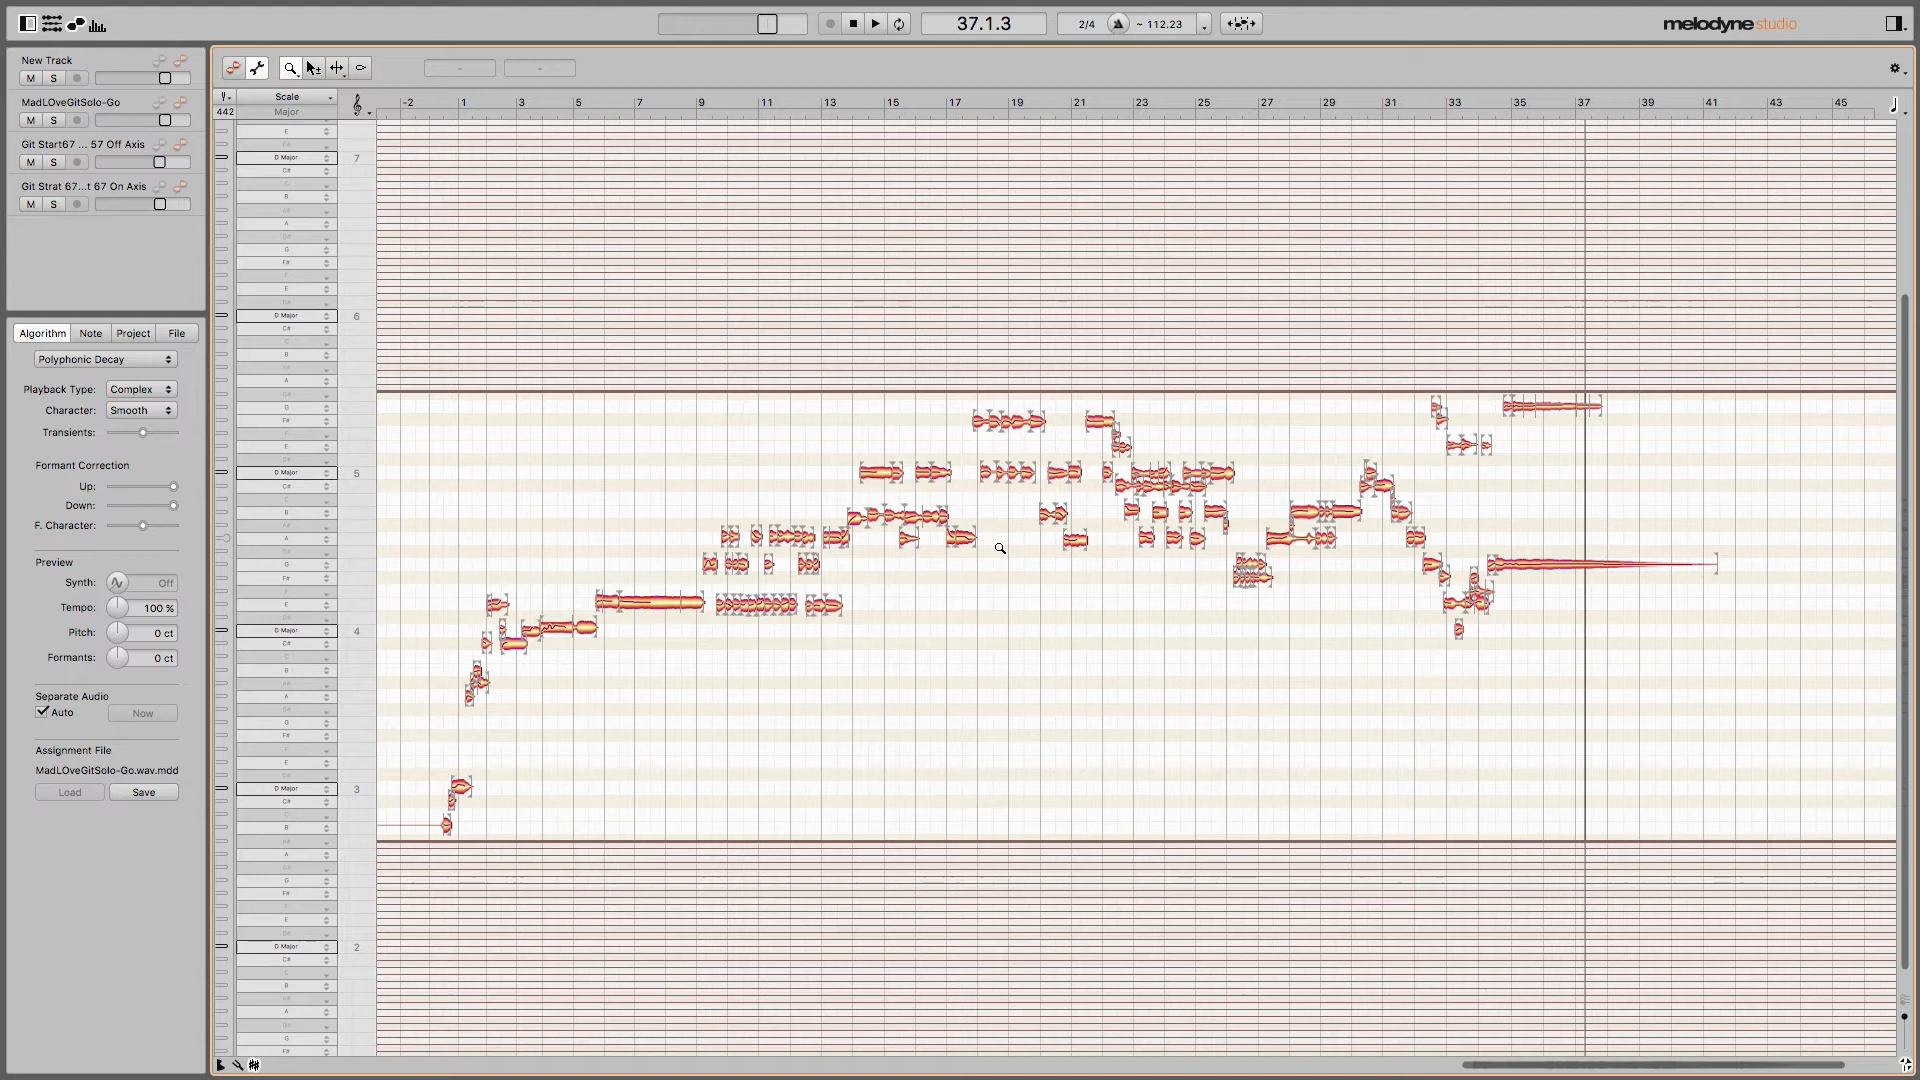 37.1.3
2/4 ~ 112.23
melodyne studio
New Track
M S
MadLOveGitSolo-Go
M S
Git Start67 ... 57 Off Axis
M S
Git Strat 67...t 67 On Axis
M S
Algorithm Note Project File
Polyphonic Decay
Playback Type: Complex
Character: Smooth
Transients:
Formant Correction
Up:
Down:
F. Character:
Preview
Synth: Off
Tempo: 100 %
Pitch: 0 ct
Formants: 0 ct
Separate Audio
Auto Now
Assignment File
MadLOveGitSolo-Go.wav.mdd
Load Save
- -
Scale
442 Major
-2 1 3 5 7 9 11 13 15 17 19 21 23 25 27 29 31 33 35 37 39 41 43 45
E
D Major 7
C#
B
A
G
F#
E
D Major 6
C#
B
A
G
F#
E
D Major 5
C#
B
A
G
F#
E
D Major 4
C#
B
A
G
F#
E
D Major 3
C#
B
A
G
F#
E
D Major 2
C#
B
A
G
F#